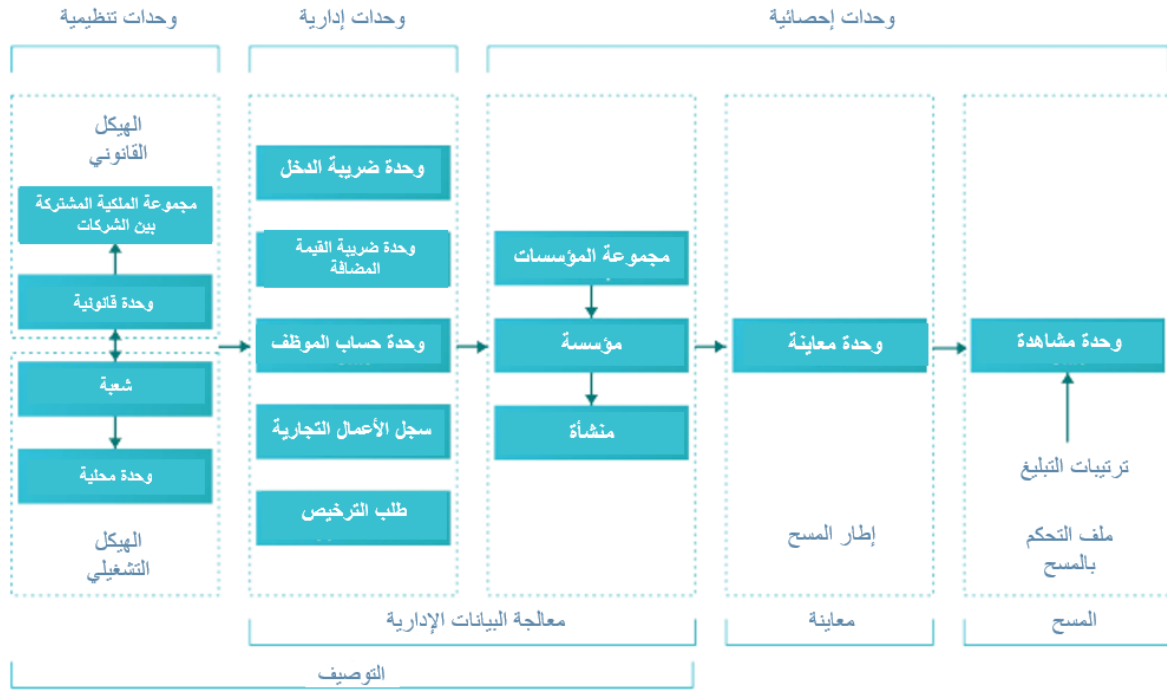 وحدات إحصائية
وحدات إدارية
وحدات تنظيمية
الهيكل
القانوني
مجموعة الملكية المشتركة
بين الشركات
وحدة قانونية
شعبة
وحدة محلية
الهيكل
التشغيلي
وحدة ضريبة الدخل
وحدة ضريبة القيمة
المضافة
وحدة حساب الموظف
سجل الأعمال التجارية
طلب الترخيص
مجموعة المؤسسات
مؤسسة
منشأة
وحدة معاينة
إطار المسح
وحدة مشاهدة
ترتيبات التبليغ
ملف التحكم
بالمسح
معالجة البيانات الإدارية
معاينة
المسح
التوصيف